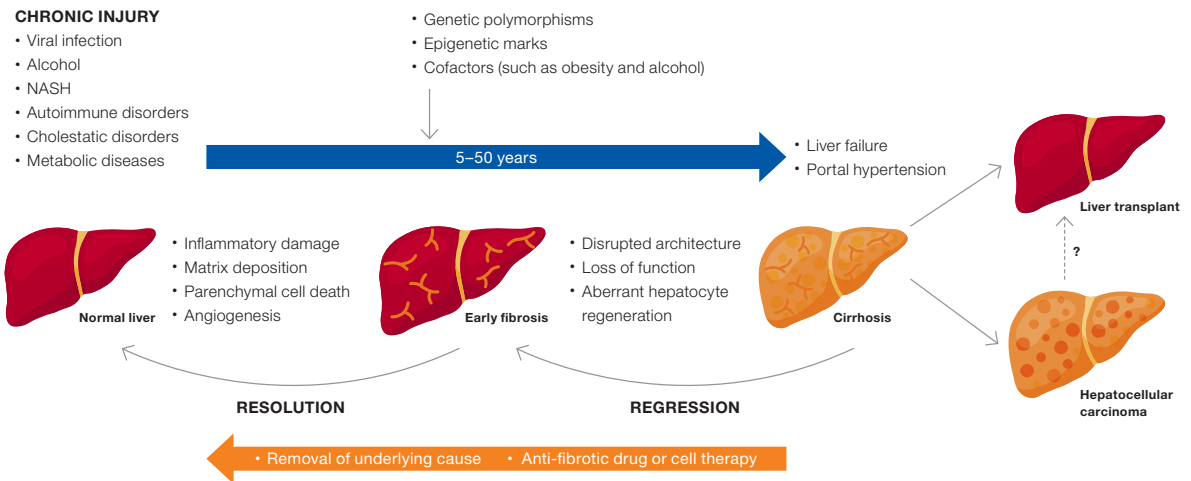 CHRONIC INJURY
• Viral infection
• Alcohol
• NASH
• Autoimmune disorders
• Cholestatic disorders
• Metabolic diseases
• Genetic polymorphisms
• Epigenetic marks
• Cofactors (such as obesity and alcohol)
5–50 years
• Liver failure
• Portal hypertension
Liver transplant
?
Normal liver
• Inflammatory damage
• Matrix deposition
• Parenchymal cell death
• Angiogenesis
Early fibrosis
• Disrupted architecture
• Loss of function
• Aberrant hepatocyte
regeneration
Cirrhosis
Hepatocellular
carcinoma
RESOLUTION
REGRESSION
• Removal of underlying cause • Anti-fibrotic drug or cell therapy